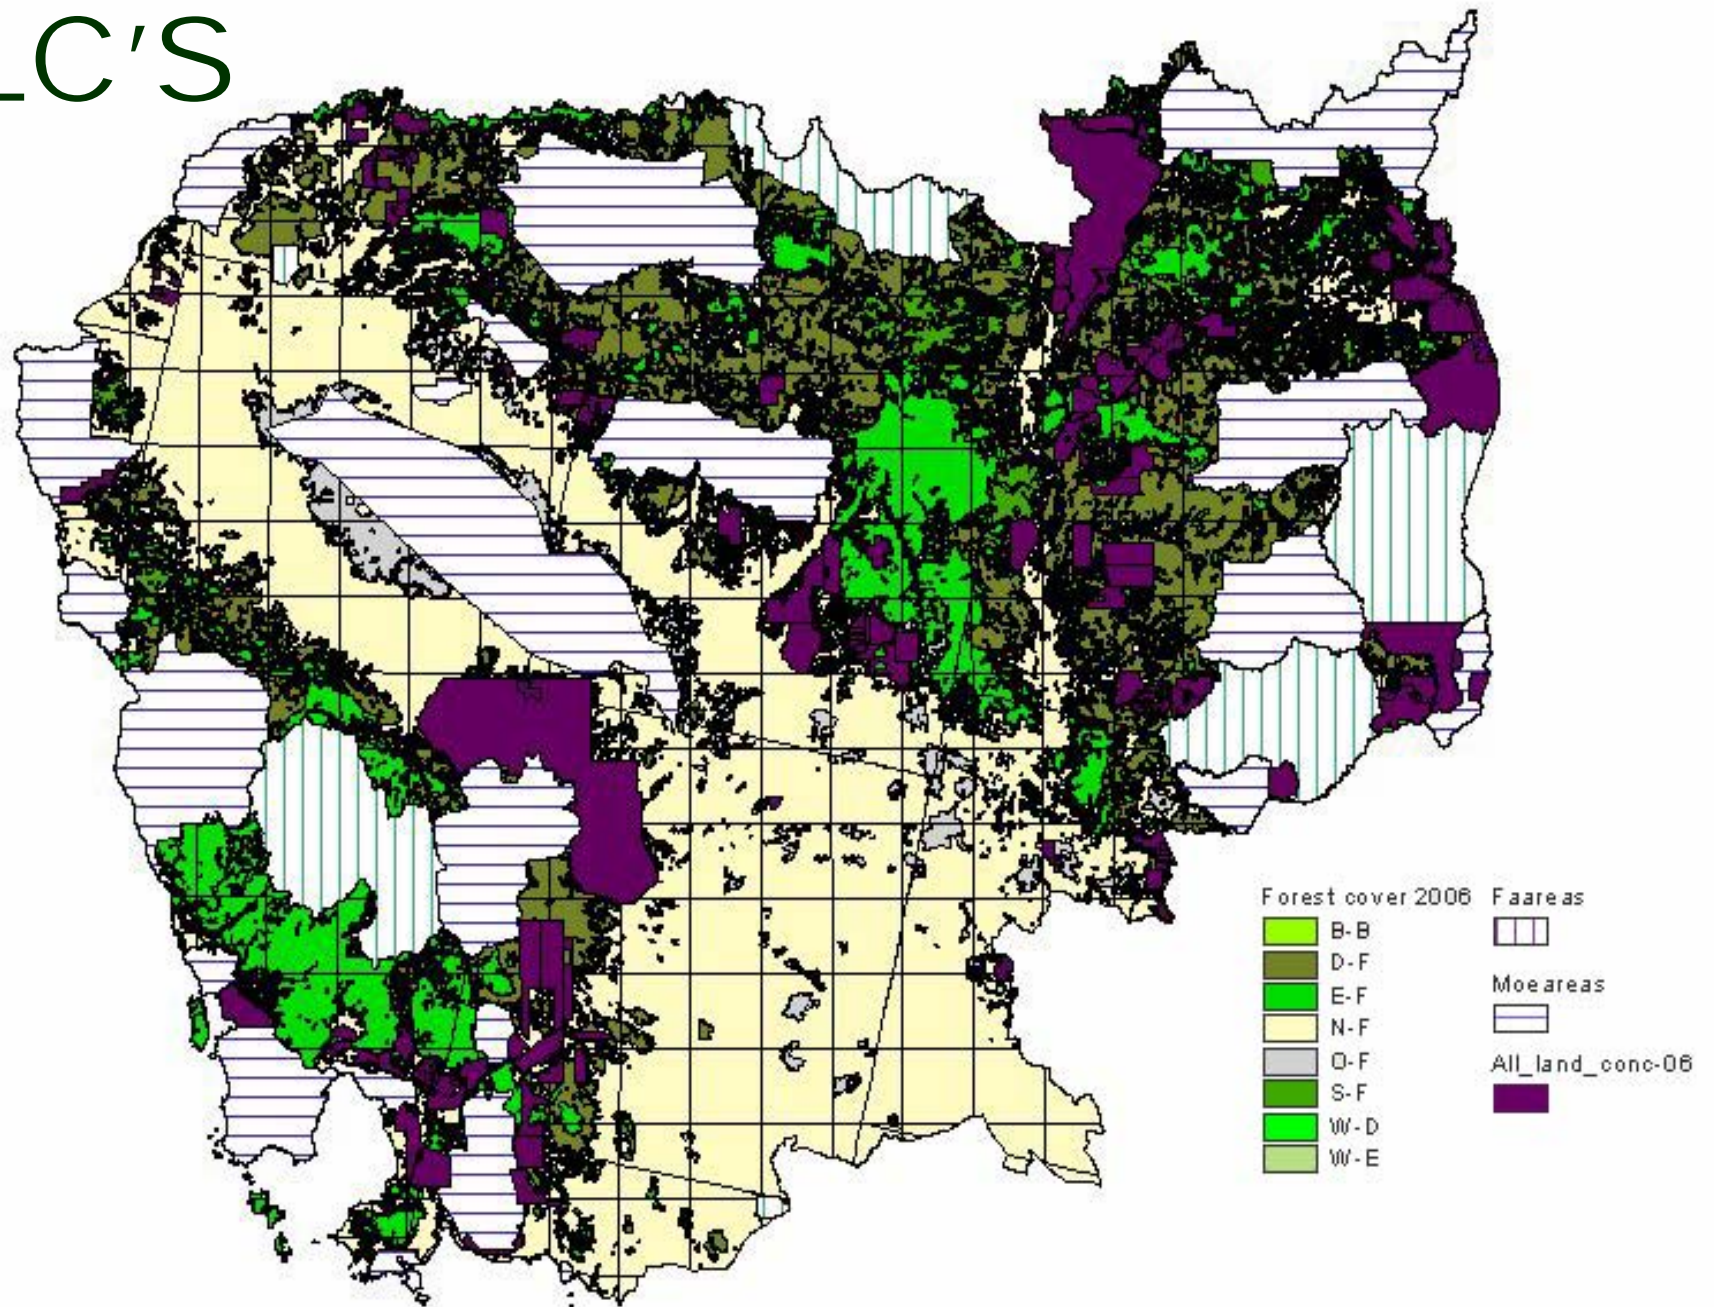 LC'S
Forest cover 2006
B-B
D-F
E-F
N-F
O-F
S-F
W-D
W-E
Faareas
Moeareas
All_land_conc-06